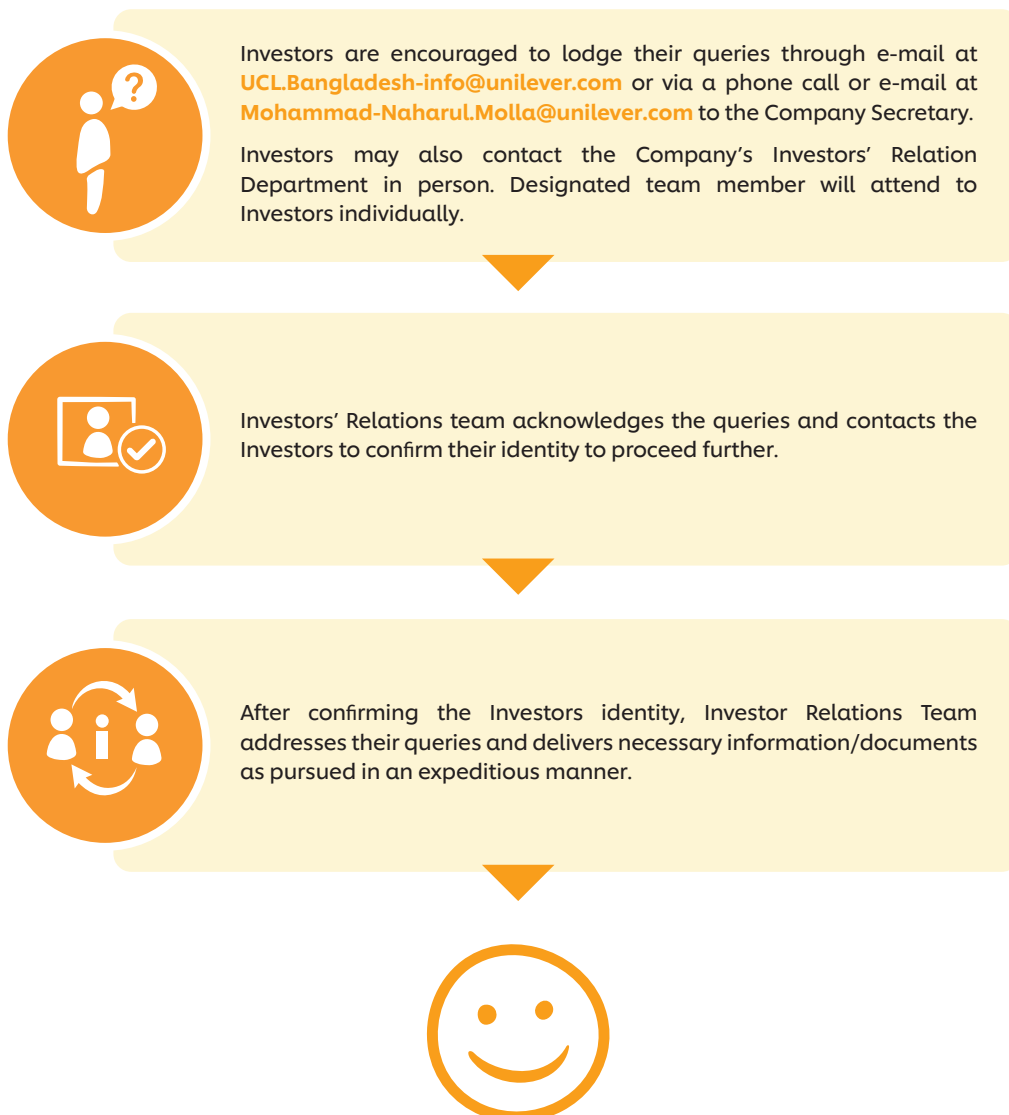 ?
Investors are encouraged to lodge their queries through e-mail at
UCL.Bangladesh-info@unilever.com or via a phone call or e-mail at
Mohammad-Naharul.Molla@unilever.com to the Company Secretary.
Investors may also contact the Company’s Investors’ Relation
Department in person. Designated team member will attend to
Investors individually.
Investors’ Relations team acknowledges the queries and contacts the
Investors to confirm their identity to proceed further.
i
After confirming the Investors identity, Investor Relations Team
addresses their queries and delivers necessary information/documents
as pursued in an expeditious manner.